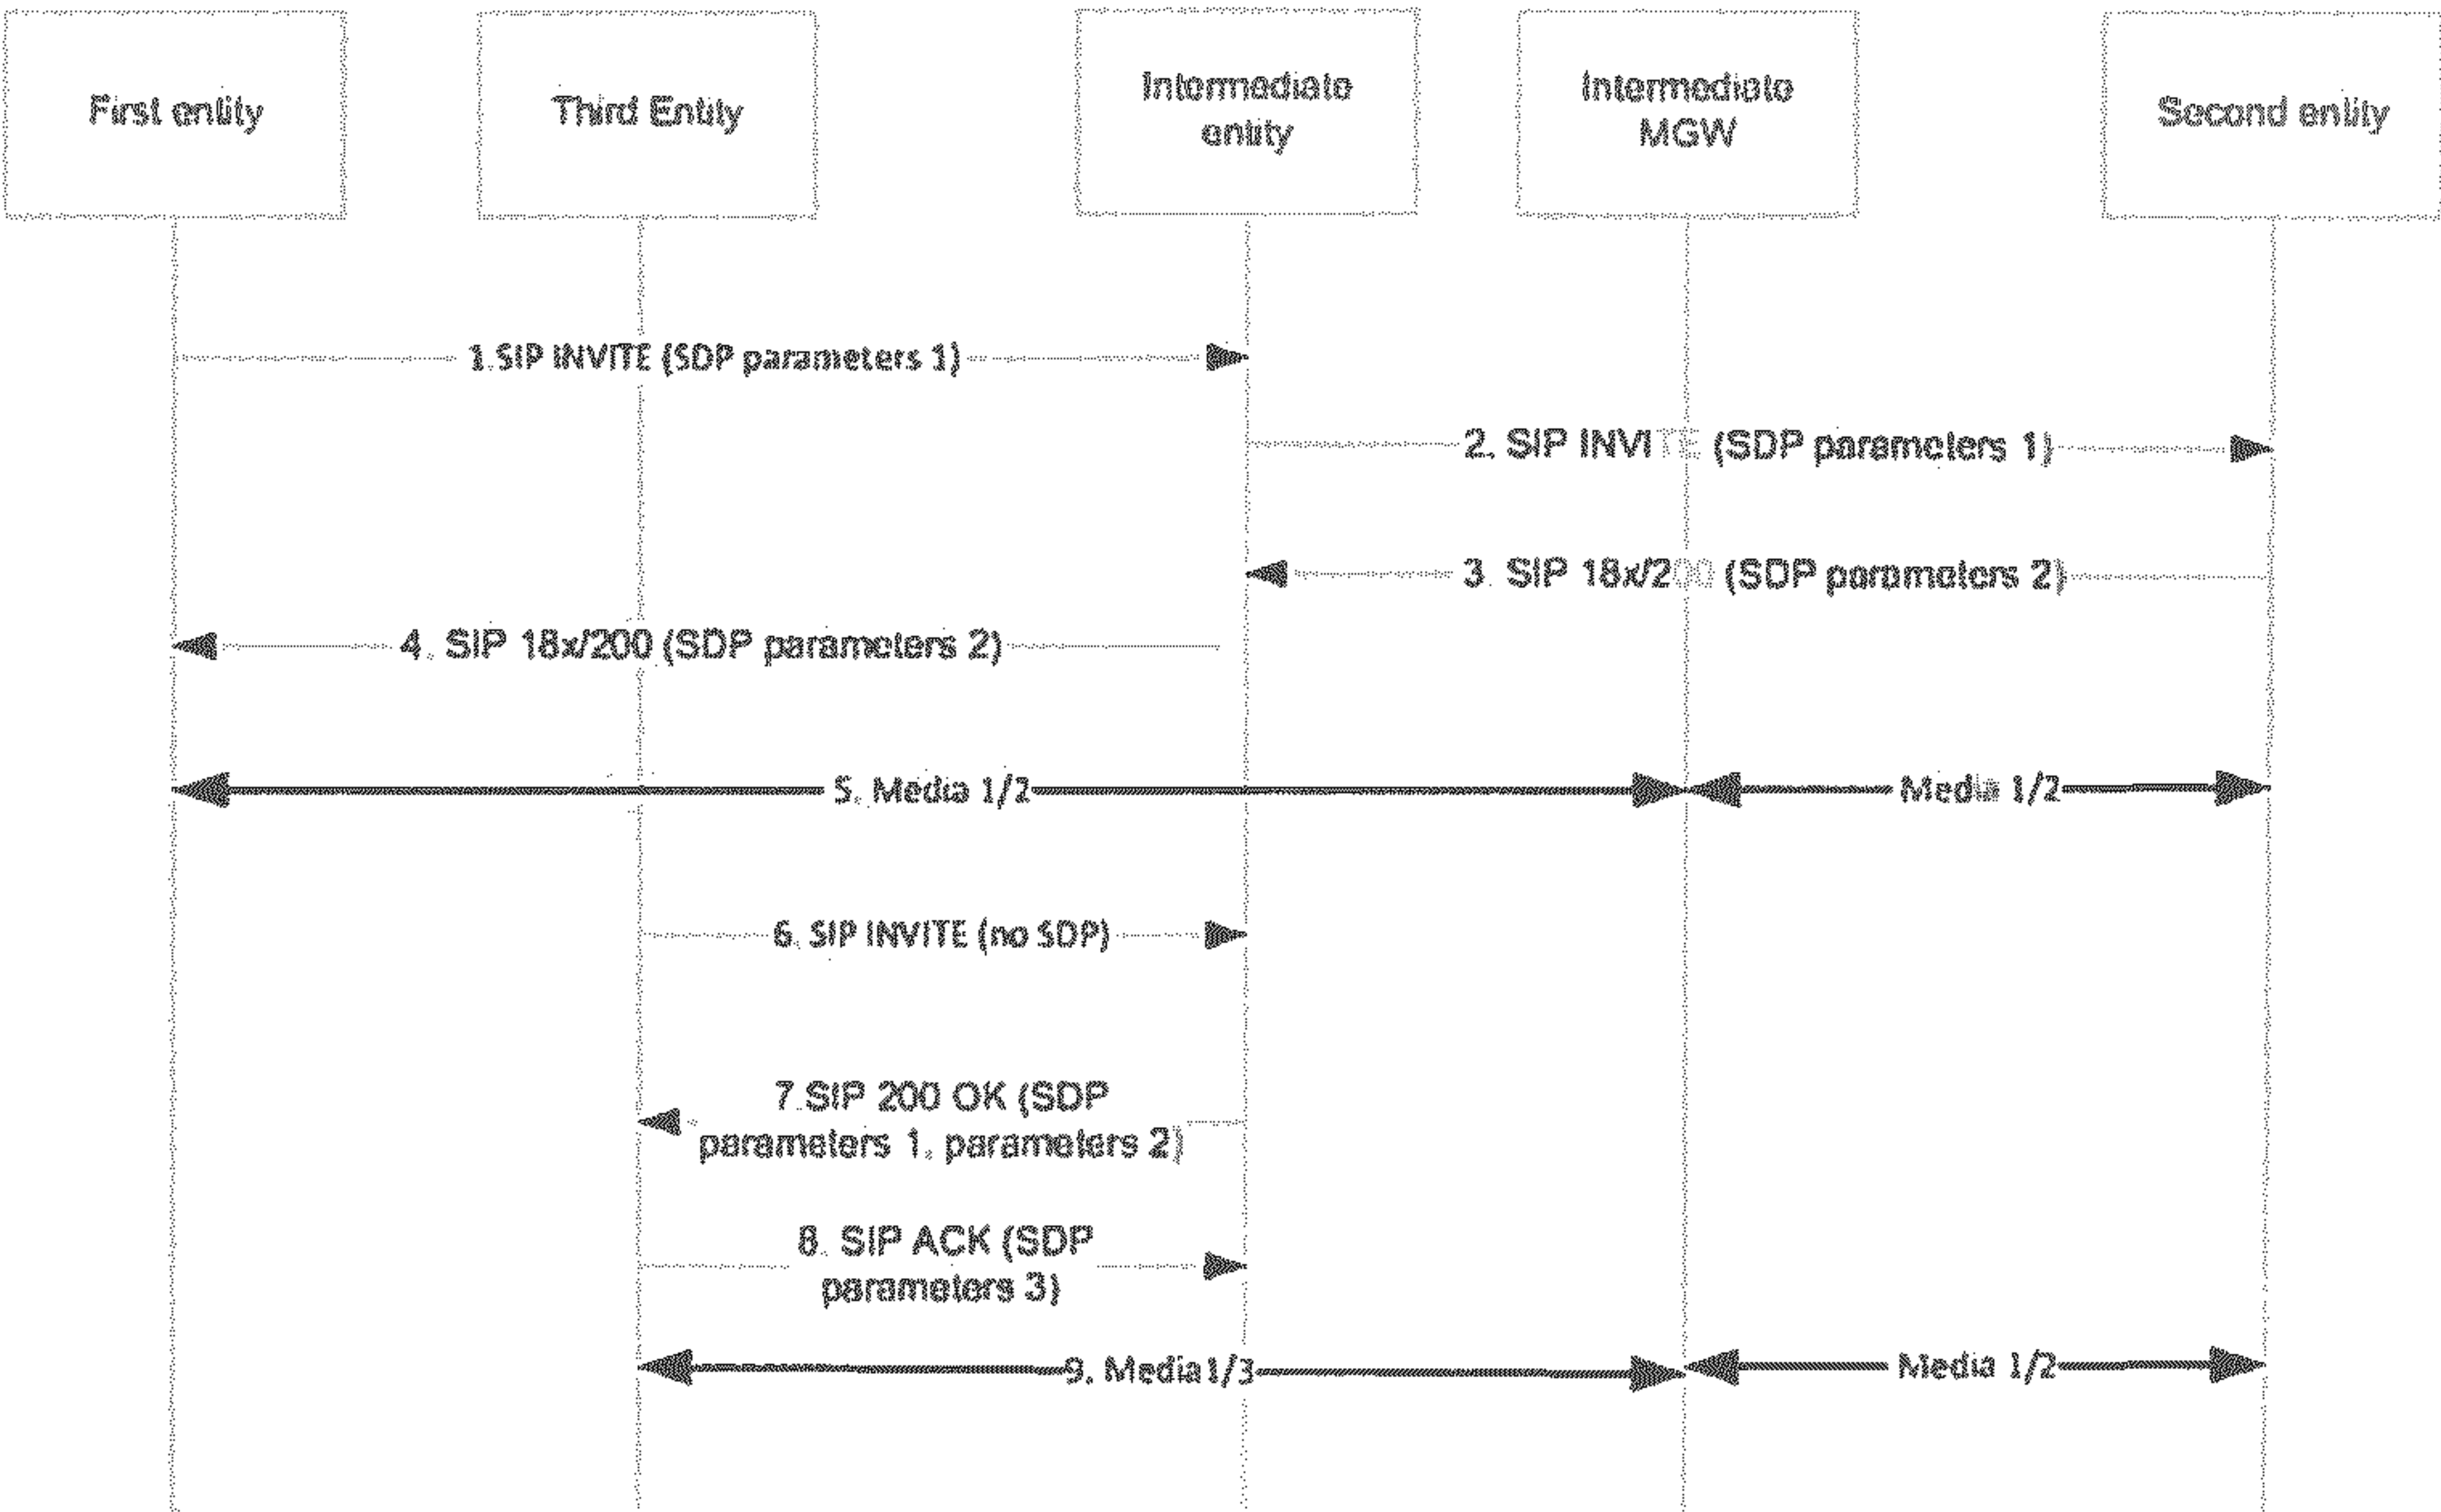 First entity
Third Entity
Intermediate
entity
Intermediate
MGW
Second entity
1.SIP INVITE (SDP parameters 1)
2. SIP INVITE (SDP parameters 1)
3. SIP 18x/200 (SDP parameters 2)
4. SIP 18x/200 (SDP parameters 2)
5. Media 1/2
Media 1/2
6. SIP INVITE (no SDP)
7.SIP 200 OK (SDP
parameters 1, parameters 2)
8. SIP ACK (SDP
parameters 3)
9. Media1/3
Media 1/2